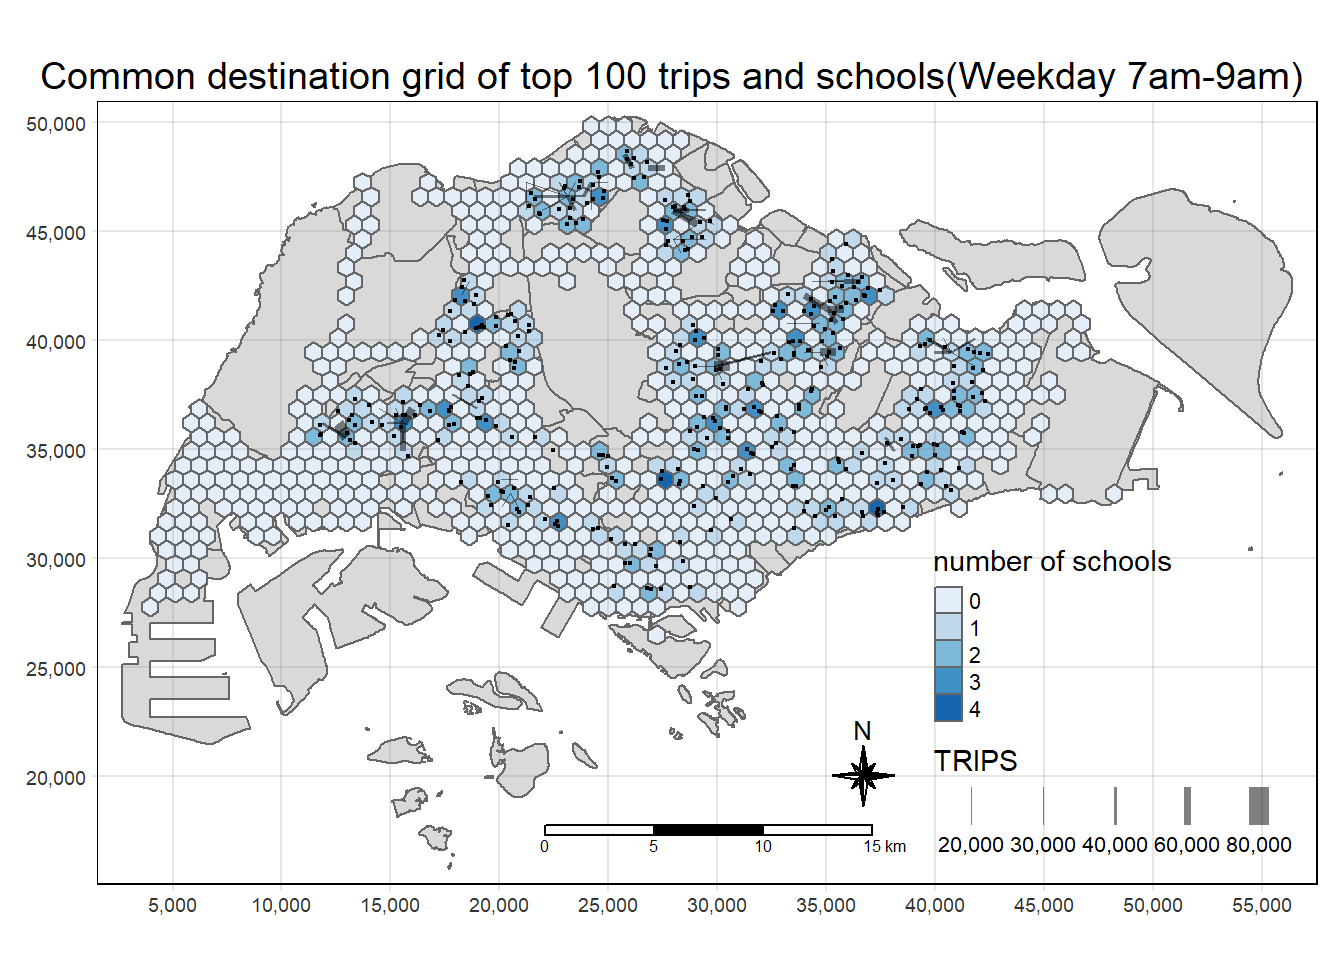 Common destination grid of top 100 trips and schools(Weekday 7am-9am)
50,000
45,000
40,000
35,000
30,000
25,000
20,000
number of schools
0
1
2
3
4
N
TRIPS
20,000 30,000 40,000 60,000 80,000
0 5 10 15 km
5,000 10,000 15,000 20,000 25,000 30,000 35,000 40,000 45,000 50,000 55,000